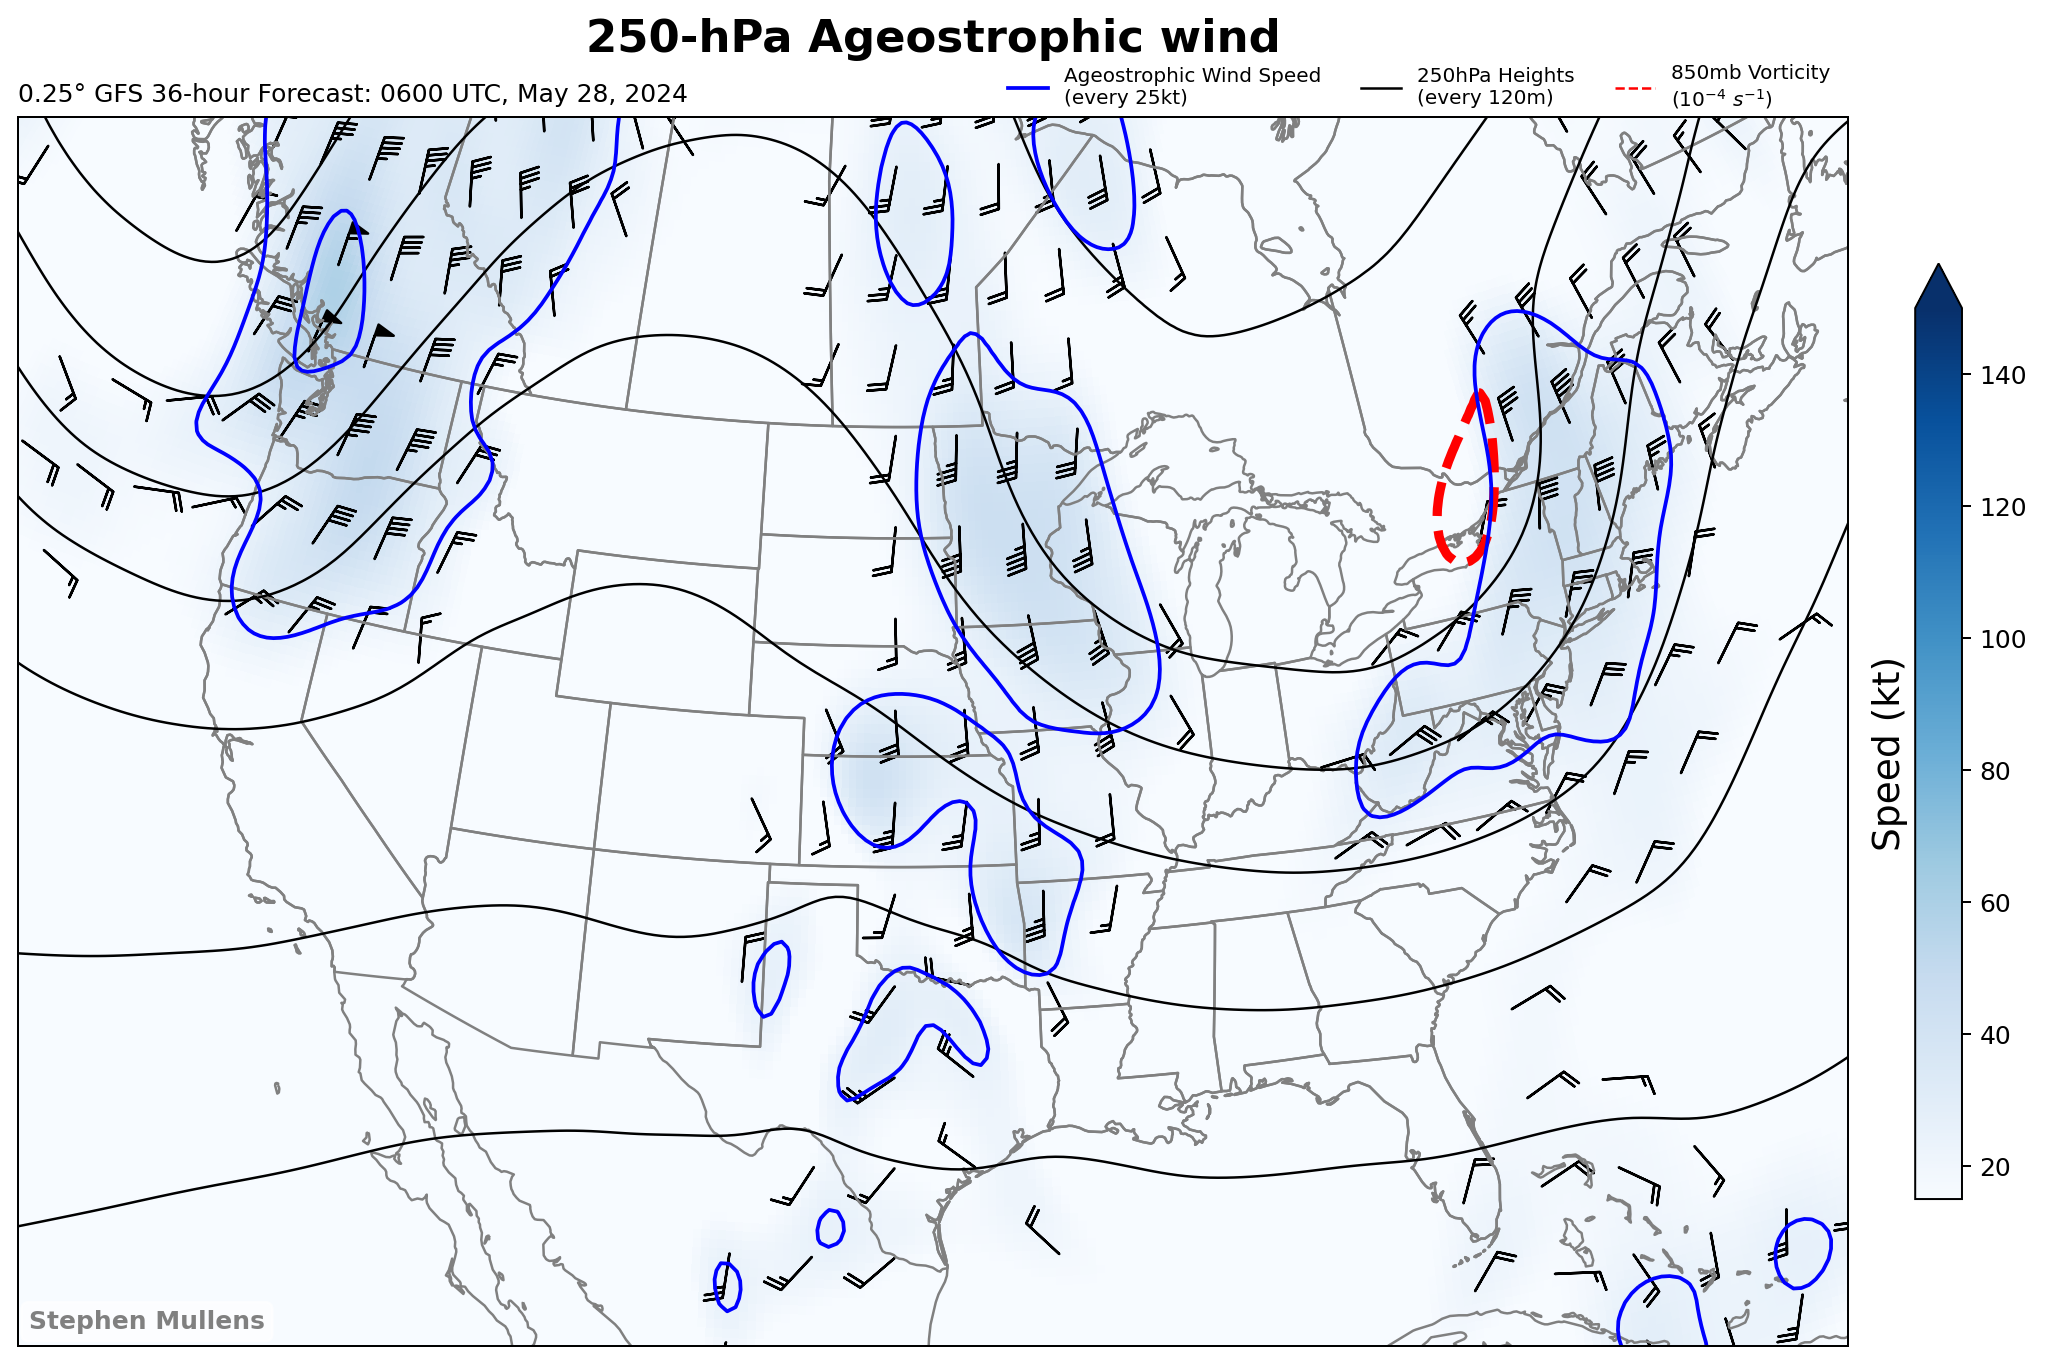 250-hPa Ageostrophic wind
0.25° GFS 36-hour Forecast: 0600 UTC, May 28, 2024
Ageostrophic Wind Speed
(every 25kt)
250hPa Heights
(every 120m)
850mb Vorticity
(10⁻⁴ s⁻¹)
140
120
100
80
60
40
20
Speed (kt)
Stephen Mullens